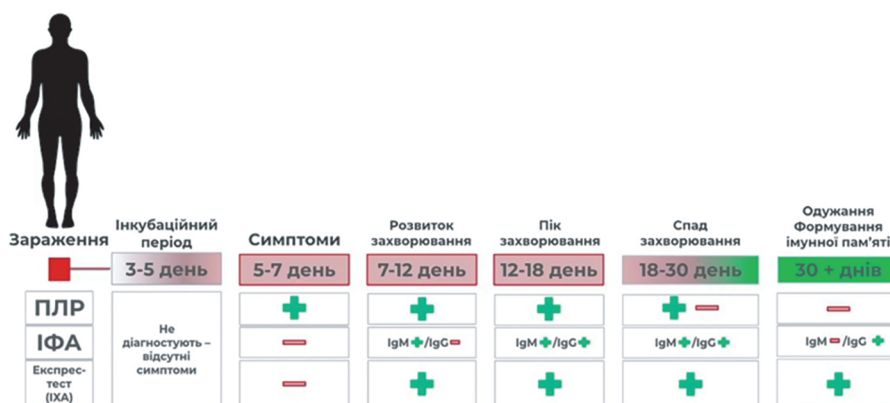 Зараження
Інкубаційний
період
3-5 день
Симптоми
5-7 день
Розвиток
захворювання
7-12 день
Пік
захворювання
12-18 день
Спад
захворювання
18-30 день
Одужання
Формування
імунної пам'яті
30 + днів
ПЛР
Не
діагностують –
відсутні
симптоми
+
+
+
+ −
−
ІФА
−
IgM+/IgG−
IgM+/IgG+
IgM+/IgG+
IgM−/IgG +
Експрес-
тест
(ІХА)
−
+
+
+
+